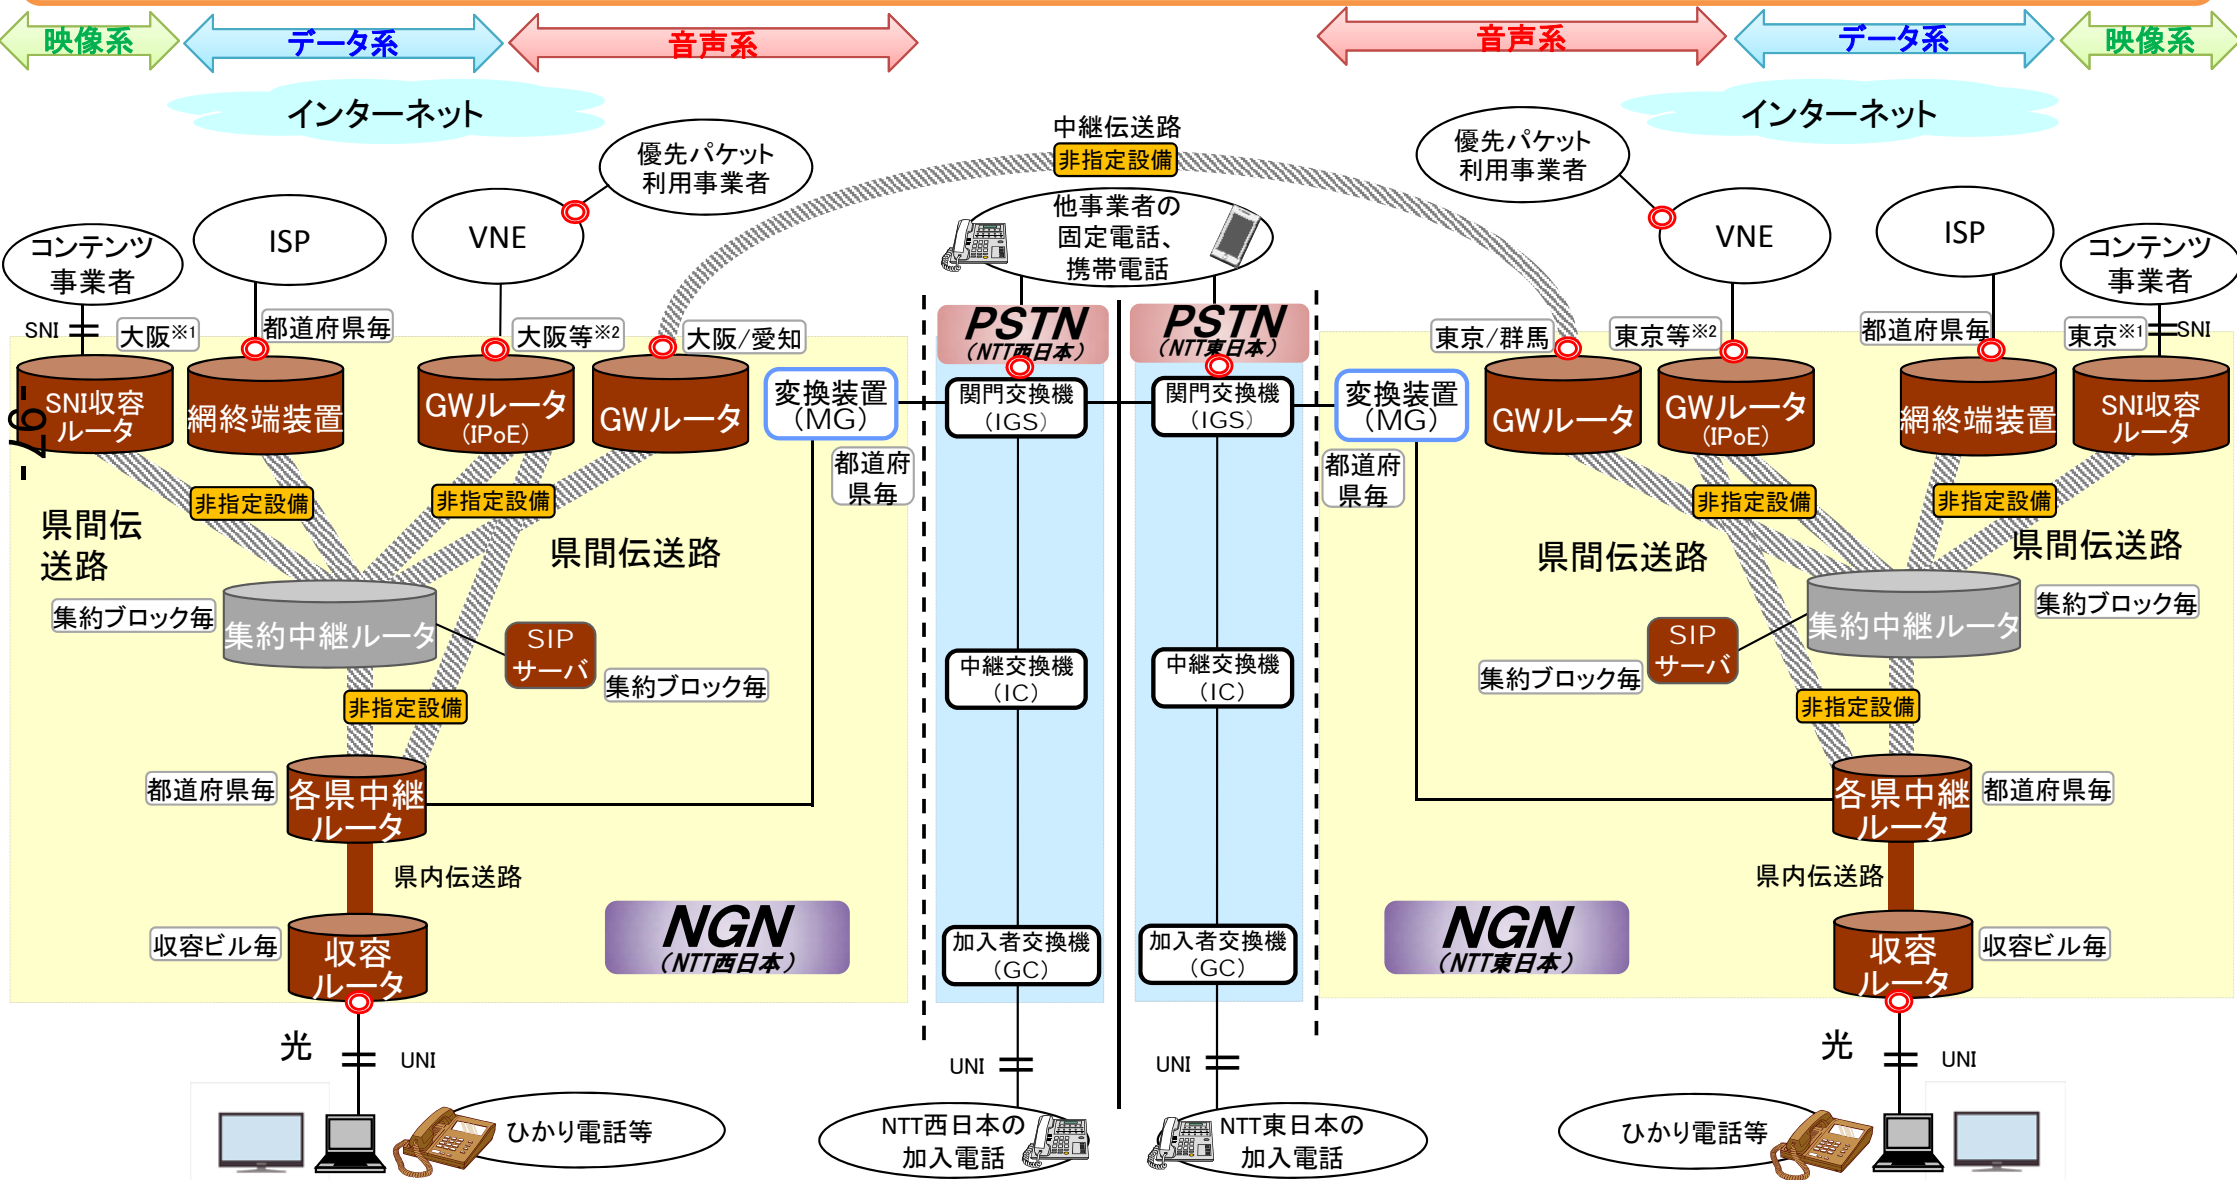 映像系
データ系
音声系
音声系
データ系
映像系
インターネット
インターネット
中継伝送路
非指定設備
優先パケット
利用事業者
優先パケット
利用事業者
コンテンツ
事業者
ISP
VNE
他事業者の
固定電話、
携帯電話
VNE
ISP
コンテンツ
事業者
SNI
大阪※1
都道府県毎
大阪等※2
大阪/愛知
PSTN
（NTT西日本）
PSTN
（NTT東日本）
東京/群馬
東京等※2
都道府県毎
東京※1
SNI
SNI収容
ルータ
網終端装置
GWルータ
(IPoE)
GWルータ
変換装置
（MG）
関門交換機
（IGS）
関門交換機
（IGS）
変換装置
（MG）
GWルータ
GWルータ
(IPoE)
網終端装置
SNI収容
ルータ
-97-
都道府
県毎
都道府
県毎
非指定設備
非指定設備
非指定設備
非指定設備
県間伝
送路
県間伝送路
県間伝送路
県間伝送路
集約ブロック毎
集約中継ルータ
SIP
サーバ
集約ブロック毎
中継交換機
（IC）
中継交換機
（IC）
集約ブロック毎
SIP
サーバ
集約中継ルータ
集約ブロック毎
非指定設備
非指定設備
都道府県毎
各県中継
ルータ
各県中継
ルータ
都道府県毎
県内伝送路
県内伝送路
収容ビル毎
収容
ルータ
NGN
（NTT西日本）
加入者交換機
（GC）
加入者交換機
（GC）
NGN
（NTT東日本）
収容
ルータ
収容ビル毎
光
UNI
UNI
UNI
光
UNI
ひかり電話等
NTT西日本の
加入電話
NTT東日本の
加入電話
ひかり電話等